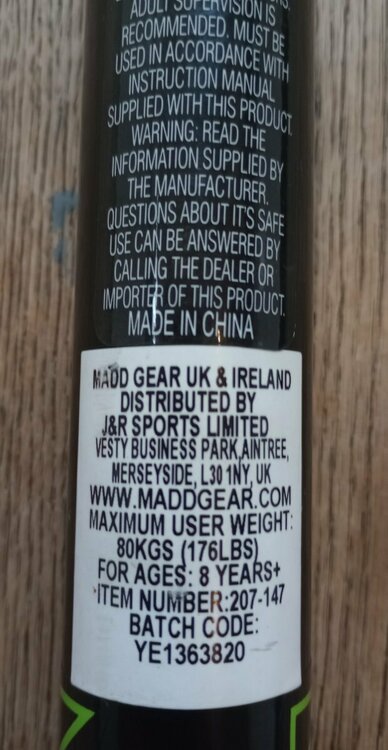 ADULT SUPERVISION IS
RECOMMENDED. MUST BE
USED IN ACCORDANCE WITH
INSTRUCTION MANUAL
SUPPLIED WITH THIS PRODUCT.
WARNING: READ THE
INFORMATION SUPPLIED BY
THE MANUFACTURER.
QUESTIONS ABOUT IT'S SAFE
USE CAN BE ANSWERED BY
CALLING THE DEALER OR
IMPORTER OF THIS PRODUCT.
MADE IN CHINA
MADD GEAR UK & IRELAND
DISTRIBUTED BY
J&R SPORTS LIMITED
VESTY BUSINESS PARK,AINTREE,
MERSEYSIDE, L30 1NY, UK
WWW.MADDGEAR.COM
MAXIMUM USER WEIGHT:
80KGS (176LBS)
FOR AGES: 8 YEARS+
ITEM NUMBER:207-147
BATCH CODE:
YE1363820